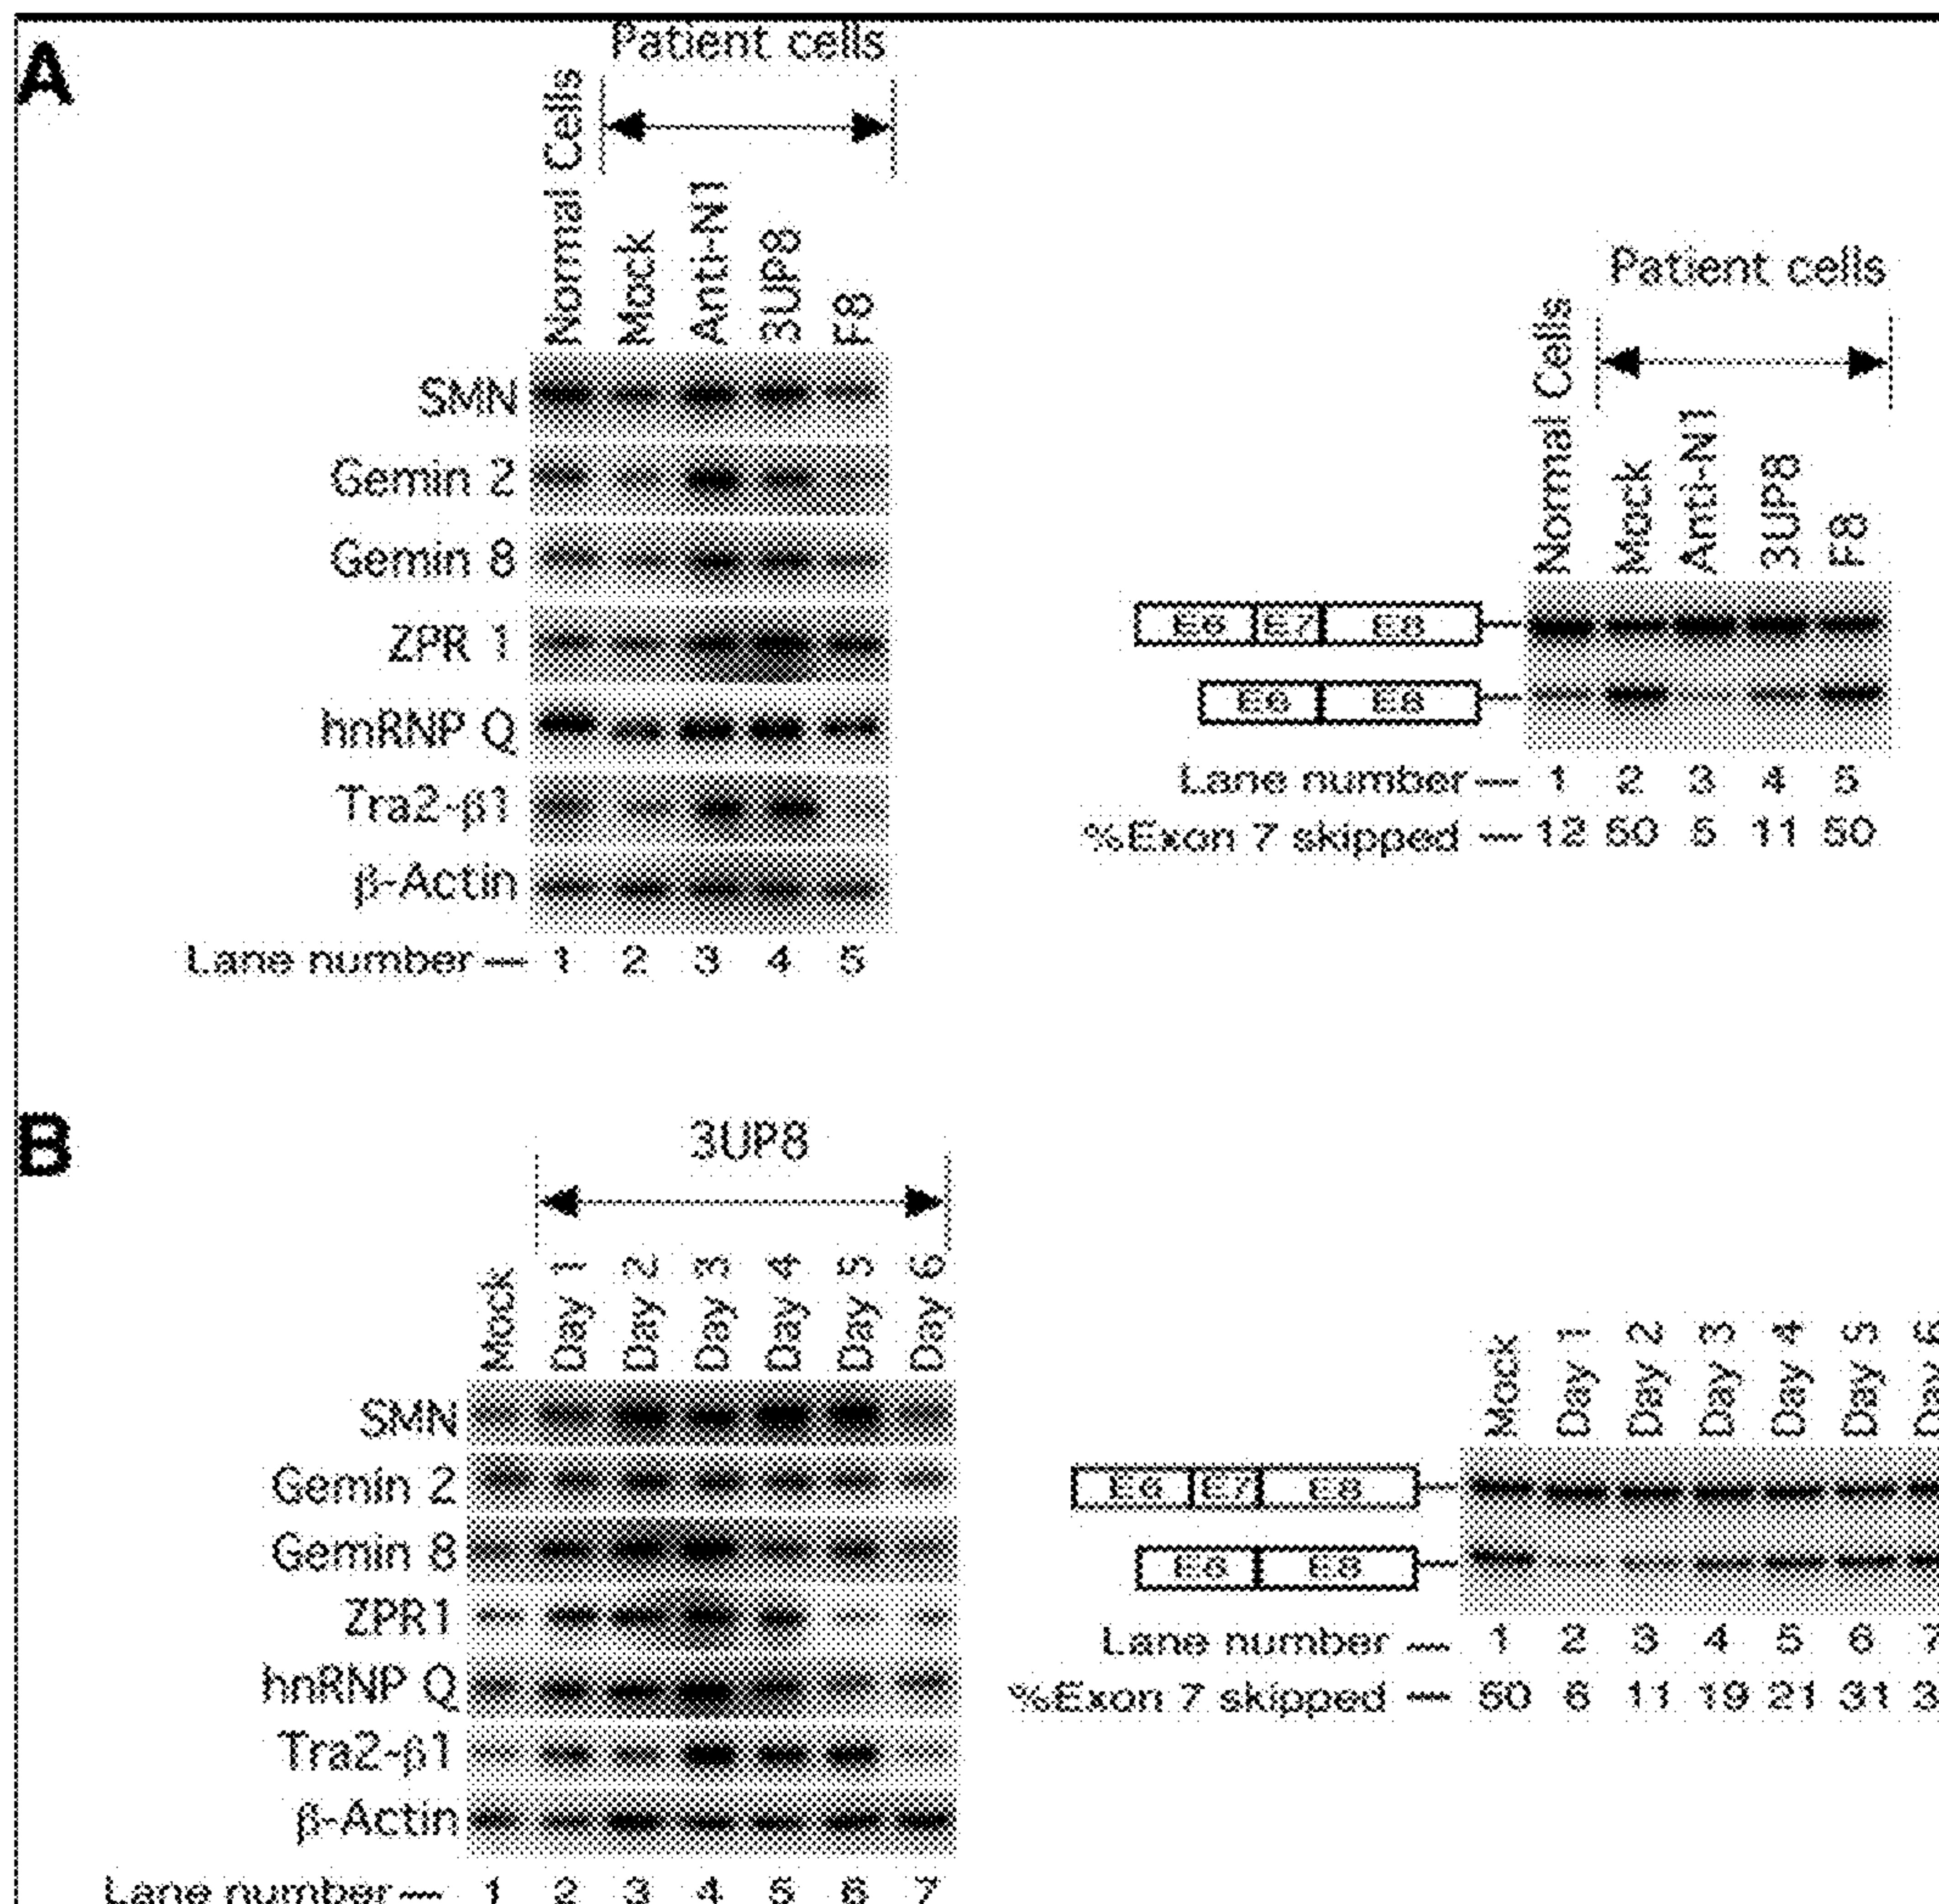 A
Patient cells
Normal Cells
Mock
Anti-N1
3UP8
F8
SMN
Gemin 2
Gemin 8
ZPR 1
hnRNP Q
Tra2-β1
β-Actin
Lane number — 1 2 3 4 5
Patient cells
Normal Cells
Mock
Anti-N1
3UP8
F8
E6 E7 E8
E6 E8
Lane number — 1 2 3 4 5
%Exon 7 skipped — 12 50 5 11 50
B
3UP8
Mock
Day 1
Day 2
Day 3
Day 4
Day 5
Day 6
SMN
Gemin 2
Gemin 8
ZPR1
hnRNP Q
Tra2-β1
β-Actin
Lane number — 1 2 3 4 5 6 7
Mock
Day 1
Day 2
Day 3
Day 4
Day 5
Day 6
E6 E7 E8
E6 E8
Lane number — 1 2 3 4 5 6 7
%Exon 7 skipped — 50 6 11 19 21 31